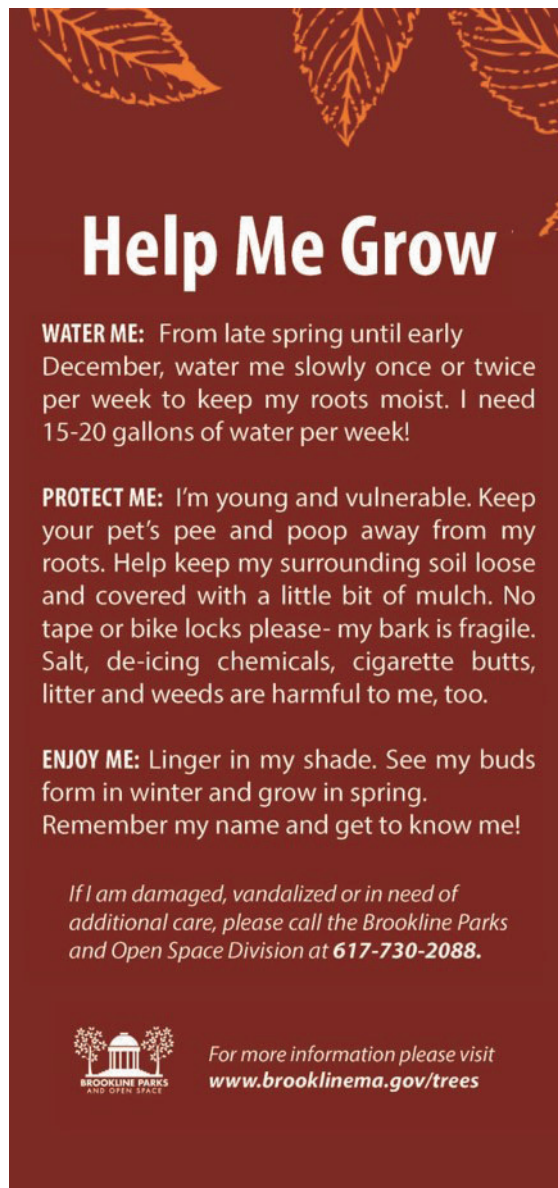 Help Me Grow
WATER ME: From late spring until early
December, water me slowly once or twice
per week to keep my roots moist. I need
15-20 gallons of water per week!
PROTECT ME: I'm young and vulnerable. Keep
your pet's pee and poop away from my
roots. Help keep my surrounding soil loose
and covered with a little bit of mulch. No
tape or bike locks please- my bark is fragile.
Salt, de-icing chemicals, cigarette butts,
litter and weeds are harmful to me, too.
ENJOY ME: Linger in my shade. See my buds
form in winter and grow in spring.
Remember my name and get to know me!
If I am damaged, vandalized or in need of
additional care, please call the Brookline Parks
and Open Space Division at 617-730-2088.
BROOKLINE PARKS
AND OPEN SPACE
For more information please visit
www.brooklinema.gov/trees